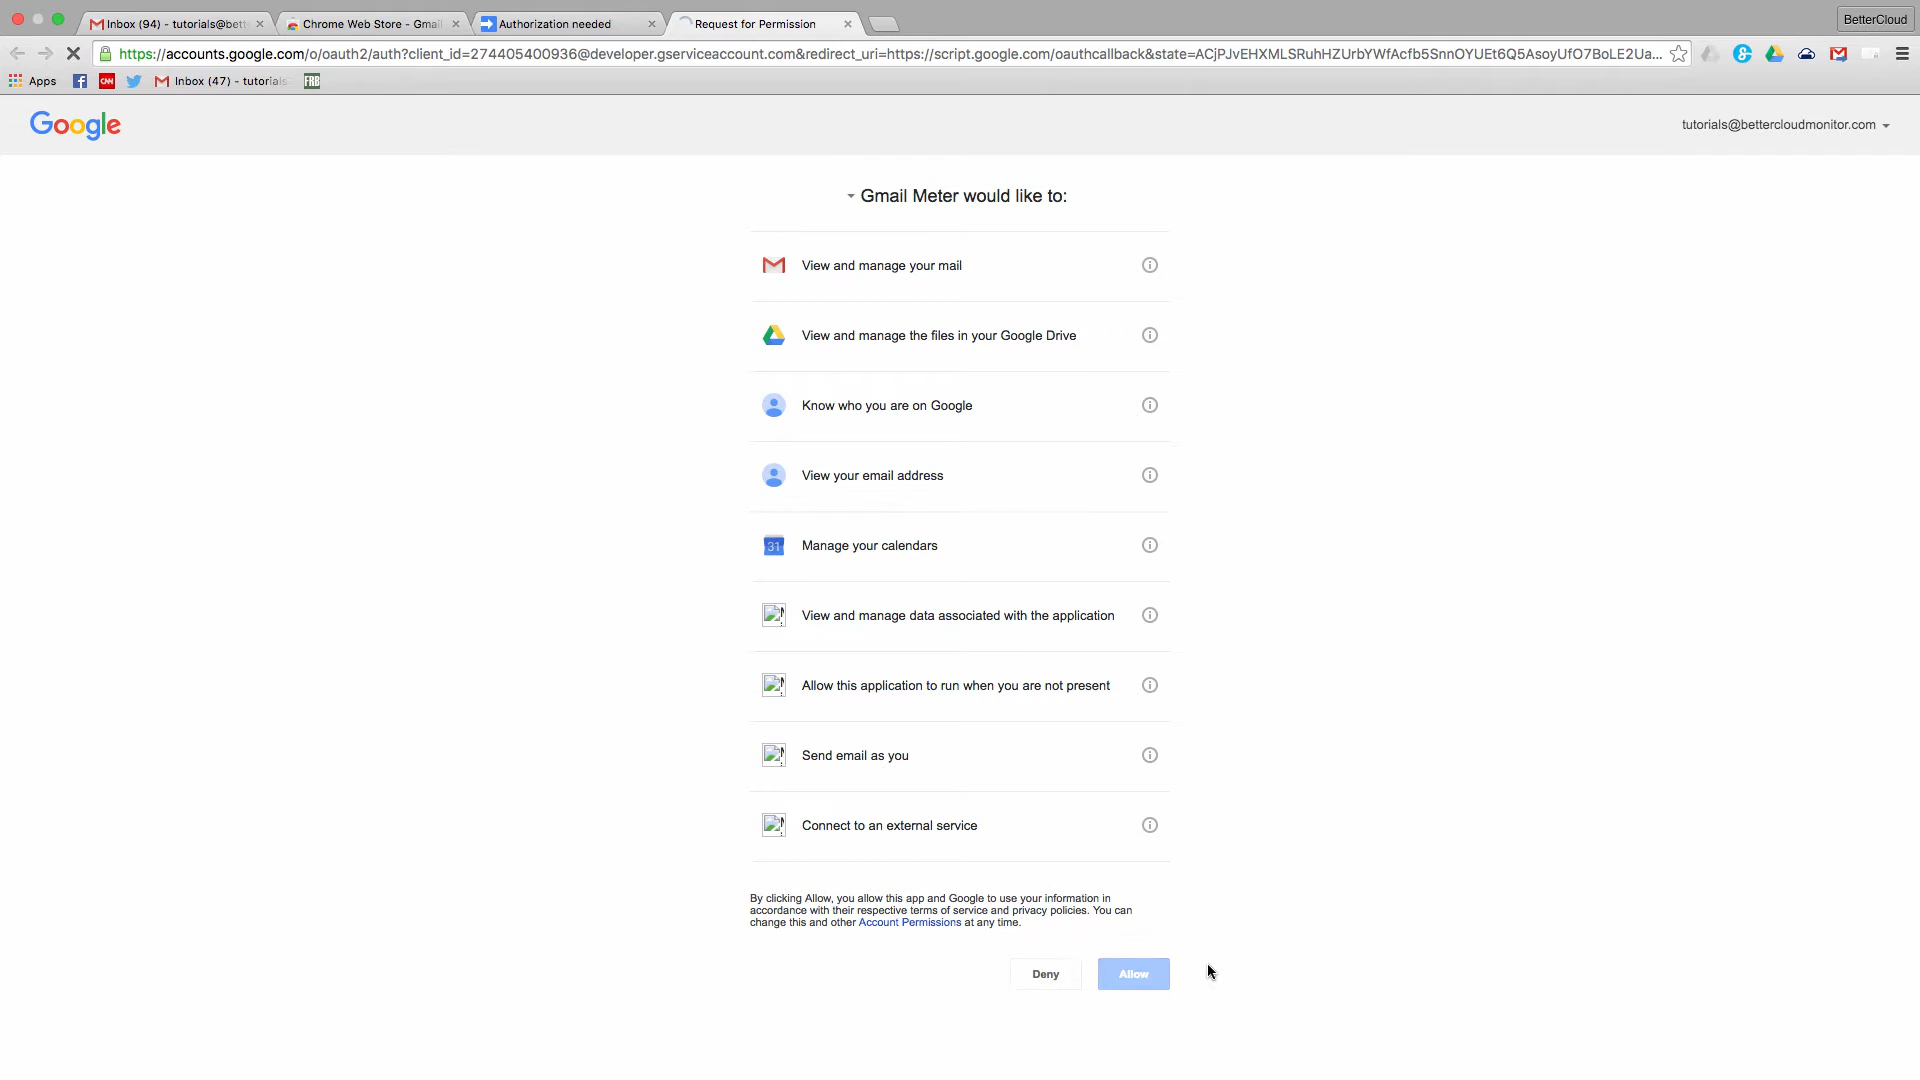 Inbox (94) - tutorials@bett
Chrome Web Store - Gmail
Authorization needed
Request for Permission
BetterCloud
https://accounts.google.com/o/oauth2/auth?client_id=274405400936@developer.gserviceaccount.com&redirect_uri=https://script.google.com/oauthcallback&state=ACjPJvEHXMLSRuhHZUrbYWfAcfb5SnnOYUEt6Q5AsoyUfO7BoLE2Ua...
Apps
CNN
Inbox (47) - tutorials
FRB
Google
tutorials@bettercloudmonitor.com
Gmail Meter would like to:
View and manage your mail
View and manage the files in your Google Drive
Know who you are on Google
View your email address
31
Manage your calendars
View and manage data associated with the application
Allow this application to run when you are not present
Send email as you
Connect to an external service
By clicking Allow, you allow this app and Google to use your information in
accordance with their respective terms of service and privacy policies. You can
change this and other Account Permissions at any time.
Deny
Allow